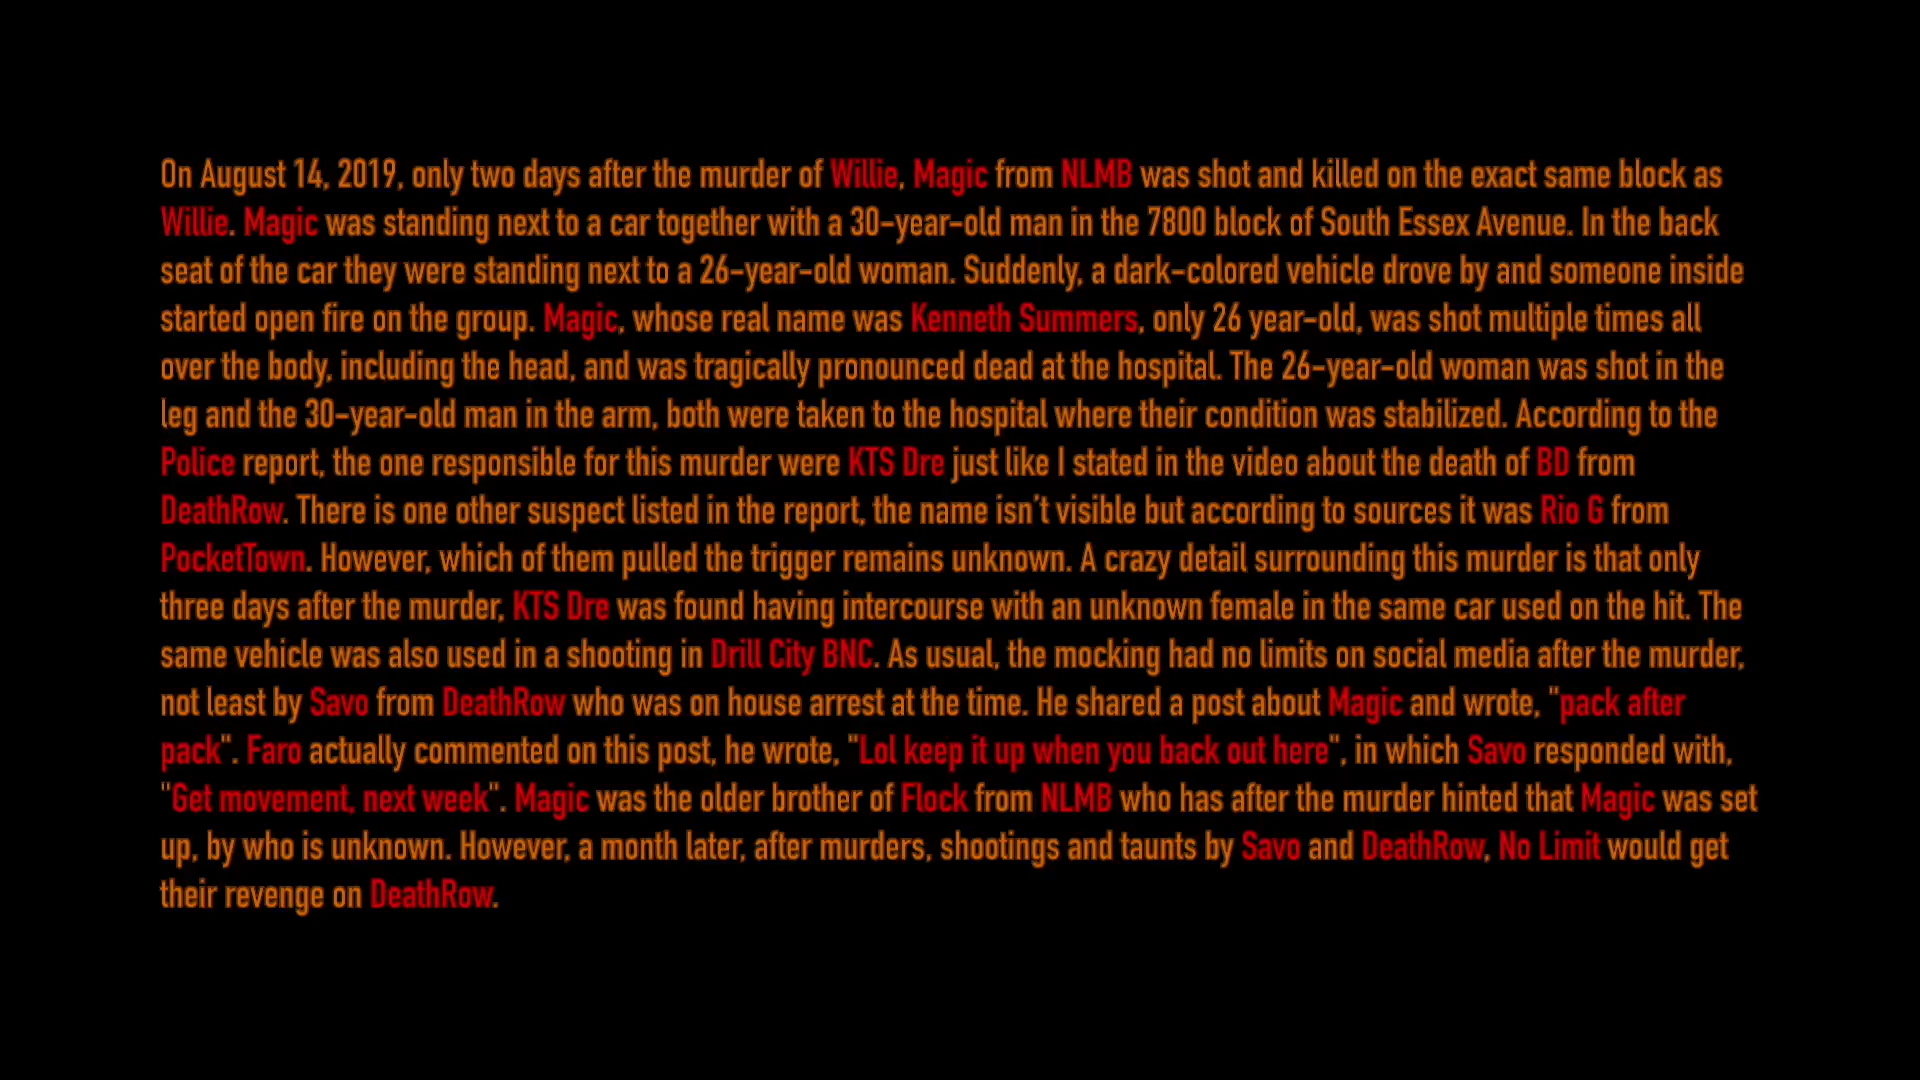 On August 14, 2019, only two days after the murder of Willie, Magic from NLMB was shot and killed on the exact same block as
Willie. Magic was standing next to a car together with a 30-year-old man in the 7800 block of South Essex Avenue. In the back
seat of the car they were standing next to a 26-year-old woman. Suddenly, a dark-colored vehicle drove by and someone inside
started open fire on the group. Magic, whose real name was Kenneth Summers, only 26 year-old, was shot multiple times all
over the body, including the head, and was tragically pronounced dead at the hospital. The 26-year-old woman was shot in the
leg and the 30-year-old man in the arm, both were taken to the hospital where their condition was stabilized. According to the
Police report, the one responsible for this murder were KTS Dre just like I stated in the video about the death of BD from
DeathRow. There is one other suspect listed in the report, the name isn't visible but according to sources it was Rio G from
PocketTown. However, which of them pulled the trigger remains unknown. A crazy detail surrounding this murder is that only
three days after the murder, KTS Dre was found having intercourse with an unknown female in the same car used on the hit. The
same vehicle was also used in a shooting in Drill City BNC. As usual, the mocking had no limits on social media after the murder,
not least by Savo from DeathRow who was on house arrest at the time. He shared a post about Magic and wrote, "pack after
pack". Faro actually commented on this post, he wrote, "Lol keep it up when you back out here", in which Savo responded with,
"Get movement, next week". Magic was the older brother of Flock from NLMB who has after the murder hinted that Magic was set
up, by who is unknown. However, a month later, after murders, shootings and taunts by Savo and DeathRow, No Limit would get
their revenge on DeathRow.